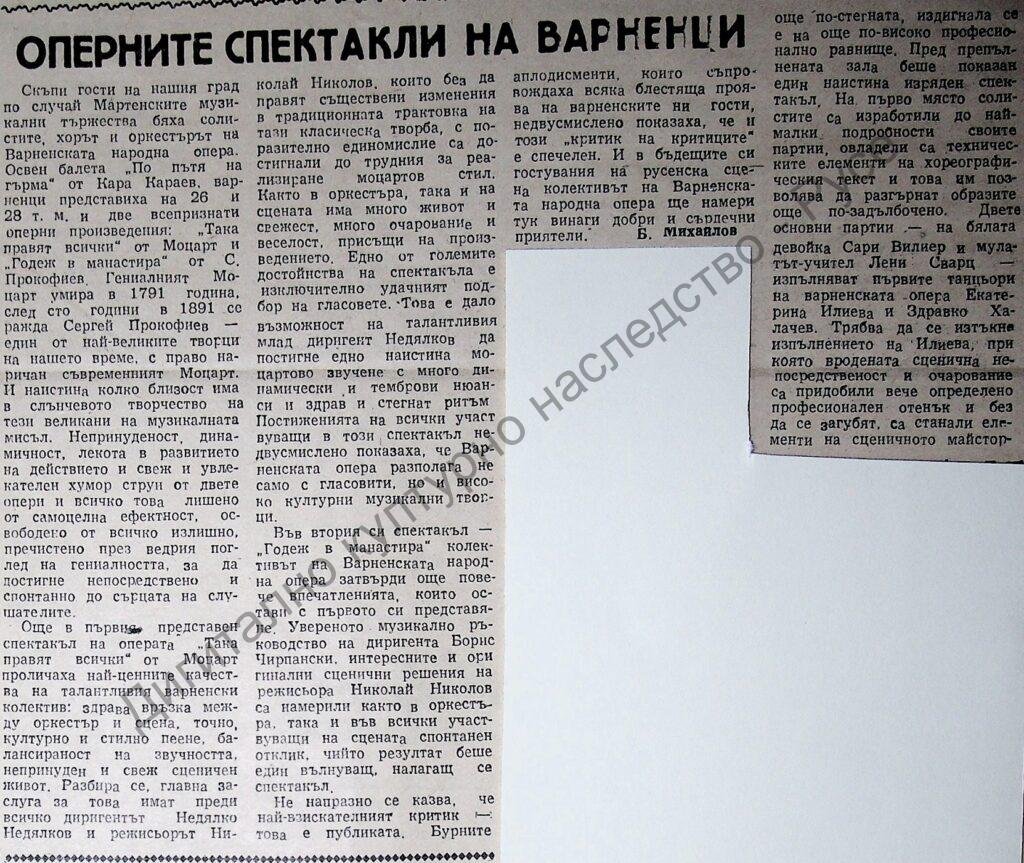 ОПЕРНИТЕ СПЕКТАКЛИ НА ВАРНЕНЦИ
Скъпи гости на нашия град
по случай Мартенските музи-
кални тържества бяха соли-
стите, хорът и оркестърът на
Варненската народна опера.
Освен балета „По пътя на
гърма“ от Кара Караев, вар-
ненци представиха на 26 и
28 т. м. и две всепризнати
оперни произведения: „Така
правят всички“ от Моцарт и
„Годеж в манастира“ от С.
Прокофиев. Гениалният Мо-
царт умира в 1791 година,
след сто години в 1891 се
ражда Сергей Прокофиев —
един от най-великите творци
на нашето време, с право на-
ричан съвременният Моцарт.
И наистина колко близост има
в слънчевото творчество на
тези великани на музикалната
мисъл. Непринуденост, дина-
мичност, лекота в развитието
на действието и свеж и увле-
кателен хумор струи от двете
опери и всичко това лишено
от самоцелна ефектност, ос-
вободено от всичко излишно,
пречистено през ведрия пог-
лед на гениалността, за да
достигне непосредствено и
спонтанно до сърцата на слу-
шателите.
Още в първия представен
спектакъл на операта „Така
правят всички“ от Моцарт
проличаха най-ценните качест-
ва на талантливия варненски
колектив: здрава връзка меж-
ду оркестър и сцена, точно,
културно и стилно пеене, ба-
лансираност на звучността,
непринуден и свеж сценичен
живот. Разбира се, главна за-
слуга за това имат преди
всичко диригентът Недялко
Недялков и режисьорът Ни-
колай Николов, които без да
правят съществени изменения
в традиционната трактовка на
тази класическа творба, с по-
разително единомислие са до-
стигнали до трудния за реа-
лизиране моцартов стил.
Както в оркестъра, така и на
сцената има много живот и
свежест, много очарование и
веселост, присъщи на произ-
ведението. Едно от големите
достойнства на спектакъла е
изключително удачният под-
бор на гласовете. Това е дало
възможност на талантливия
млад диригент Недялков да
постигне едно наистина мо-
цартово звучене с много ди-
намически и темброви нюан-
си и здрав и стегнат ритъм
Постиженията на всички участ
вуващи в този спектакъл не-
двусмислено показаха, че Вар-
ненската опера разполага не
само с гласовити, но и висо-
ко културни музикални твор-
ци.
Във втория си спектакъл —
„Годеж в манастира“ колек-
тивът на Варненската народ-
на опера затвърди още пове-
че впечатленията, които ос-
тави с първото си представя-
не. Увереното музикално ръ-
ководство на диригента Борис
Чирпански, интересните и ори
гинални сценични решения на
режисьора Николай Николов
са намерили както в оркестъ-
ра, така и във всички участ-
вуващи на сцената спонтанен
отклик, чийто резултат беше
един вълнуващ, налагащ се
спектакъл.
Не напразно се казва, че
най-взискателният критик —
това е публиката. Бурните
аплодисменти, които съпро-
вождаха всяка блестяща проя-
ва на варненските ни гости,
недвусмислено показаха, че и
този „критик на критиците“
е спечелен. И в бъдещите си
гостувания на русенска сце-
на колективът на Варненска-
та народна опера ще намери
тук винаги добри и сърдечни
приятели.
Б. Михайлов
още по-стегната, издигнала се
е на още по-високо професио-
нално равнище. Пред препъл-
нената зала беше показан
един наистина изряден спек-
такъл. На първо място соли-
стите са изработили до най-
малки подробности своите
партии, овладели са техничес-
ките елементи на хореографи-
ческия текст и това им поз-
волява да разгърнат образите
още по-задълбочено. Двете
основни партии — на бялата
девойка Сари Вилиер и мула-
тът-учител Лени Сварц —
изпълняват първите танцьори
на варненската опера Екате-
рина Илиева и Здравко Ха-
лачев. Трябва да се изтъкне
изпълнението на Илиева, при
която вродената сценична не-
посредственост и очарование
са придобили вече определено
професионален отенък и без
да се загубят, са станали еле-
менти на сценичното майстор-
Дигитално културно наследство Русе